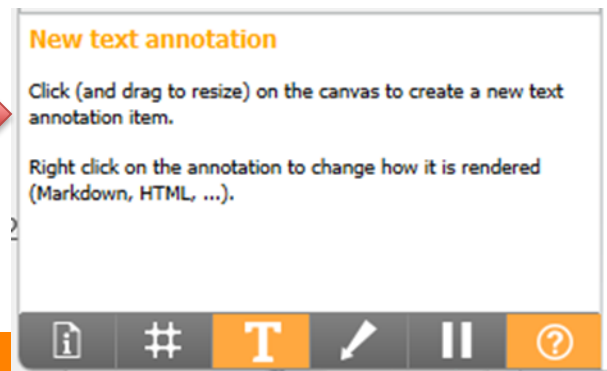 New text annotation
Click (and drag to resize) on the canvas to create a new text
annotation item.
Right click on the annotation to change how it is rendered
(Markdown, HTML, ...).
T